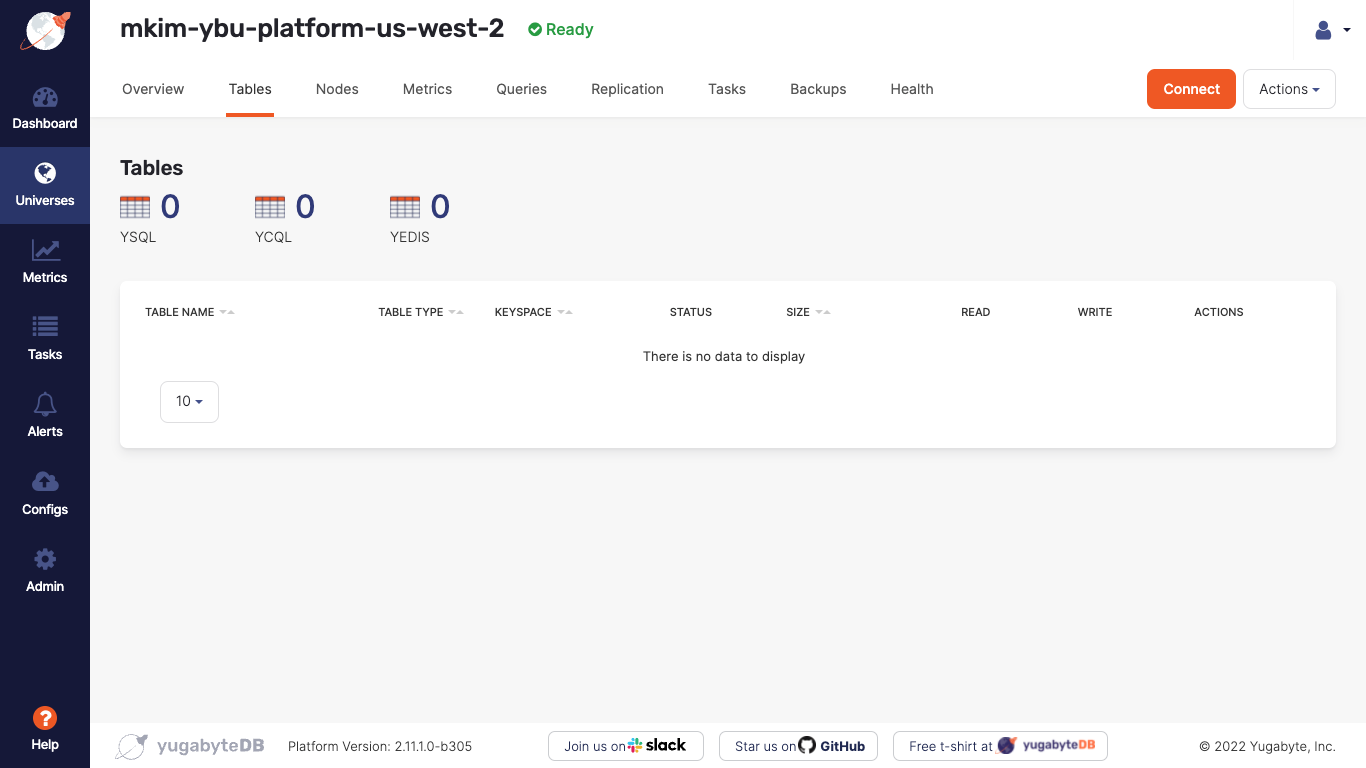 mkim-ybu-platform-us-west-2 Ready
Overview Tables Nodes Metrics Queries Replication Tasks Backups Health Connect Actions
Dashboard
Universes
Metrics
Tasks
Alerts
Configs
Admin
? Help
Tables
0 0 0
YSQL YCQL YEDIS
TABLE NAME TABLE TYPE KEYSPACE STATUS SIZE READ WRITE ACTIONS
There is no data to display
10
yugabyteDB Platform Version: 2.11.1.0-b305 Join us on slack Star us on GitHub Free t-shirt at yugabyteDB © 2022 Yugabyte, Inc.